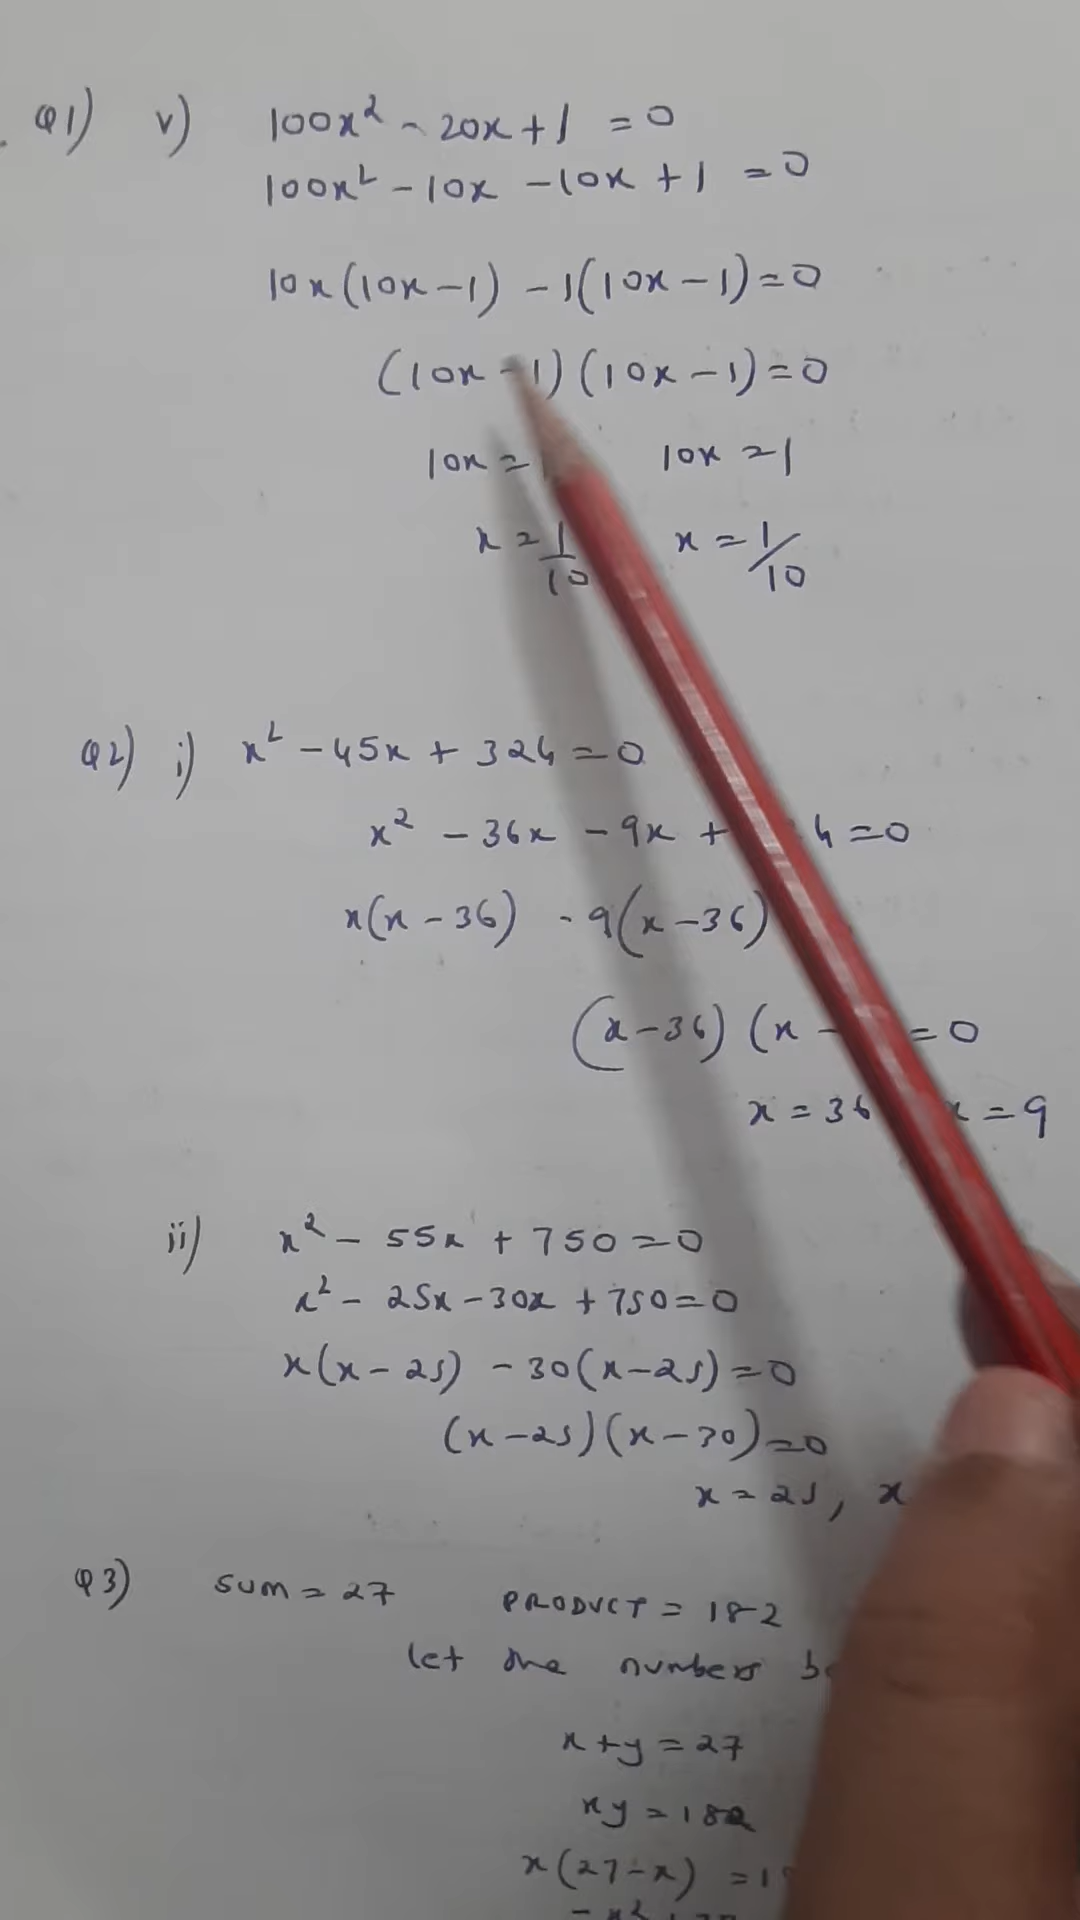 Q1) v) 100x² - 20x + 1 = 0
100x² - 10x - 10x + 1 = 0
10x(10x - 1) - 1(10x - 1) = 0
(10x - 1)(10x - 1) = 0
10x = 10x = 1
x = 1/10 x = 1/10
Q2) i) x² - 45x + 324 = 0
x² - 36x - 9x + 4 = 0
x(x - 36) - 9(x - 36)
(x - 36) (x - = 0
x = 36 x = 9
ii) x² - 55x + 750 = 0
x² - 25x - 30x + 750 = 0
x(x - 25) - 30(x - 25) = 0
(x - 25)(x - 30) = 0
x = 25, x
Q3) SUM = 27 PRODUCT = 182
let the numbers
x + y = 27
xy = 182
x(27 - x) =